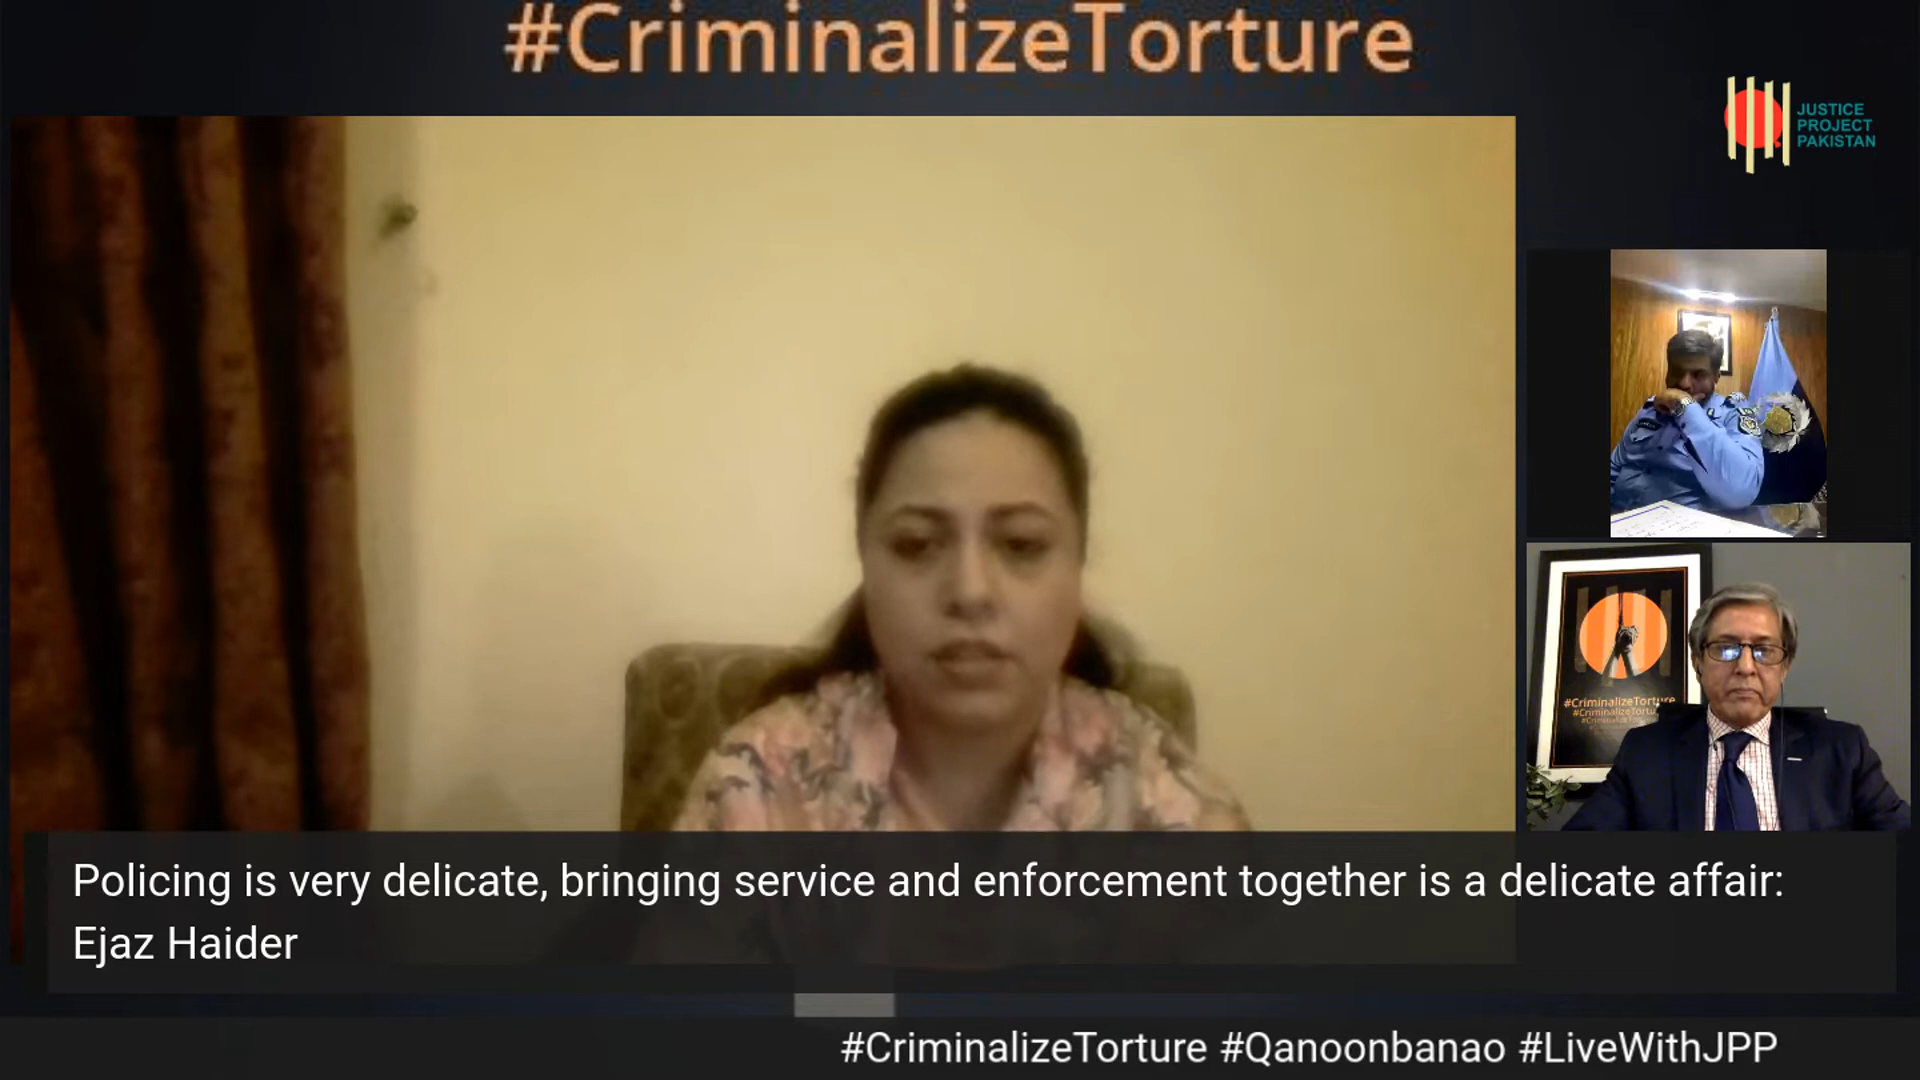 #CriminalizeTorture
JUSTICE
PROJECT
PAKISTAN
#CriminalizeTorture
Policing is very delicate, bringing service and enforcement together is a delicate affair:
Ejaz Haider
#CriminalizeTorture #Qanoonbanao #LiveWithJPP